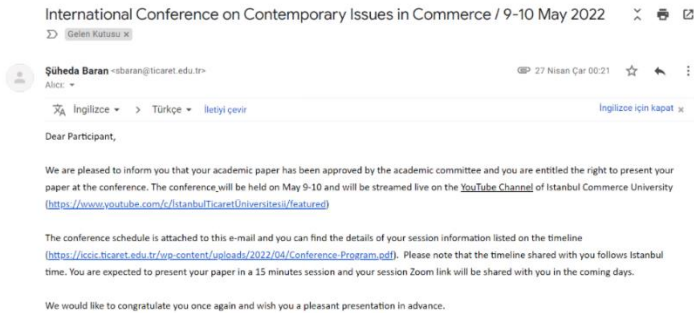 International Conference on Contemporary Issues in Commerce / 9-10 May 2022
Gelen Kutusu x
Şüheda Baran <sbaran@ticaret.edu.tr>
27 Nisan Çar 00:21
Alıcı:
İngilizce > Türkçe İletiyi çevir
İngilizce için kapat x
Dear Participant,
We are pleased to inform you that your academic paper has been approved by the academic committee and you are entitled the right to present your
paper at the conference. The conference will be held on May 9-10 and will be streamed live on the YouTube Channel of Istanbul Commerce University
(https://www.youtube.com/c/İstanbulTicaretÜniversitesii/featured)
The conference schedule is attached to this e-mail and you can find the details of your session information listed on the timeline
(https://iccic.ticaret.edu.tr/wp-content/uploads/2022/04/Conference-Program.pdf). Please note that the timeline shared with you follows Istanbul
time. You are expected to present your paper in a 15 minutes session and your session Zoom link will be shared with you in the coming days.
We would like to congratulate you once again and wish you a pleasant presentation in advance.